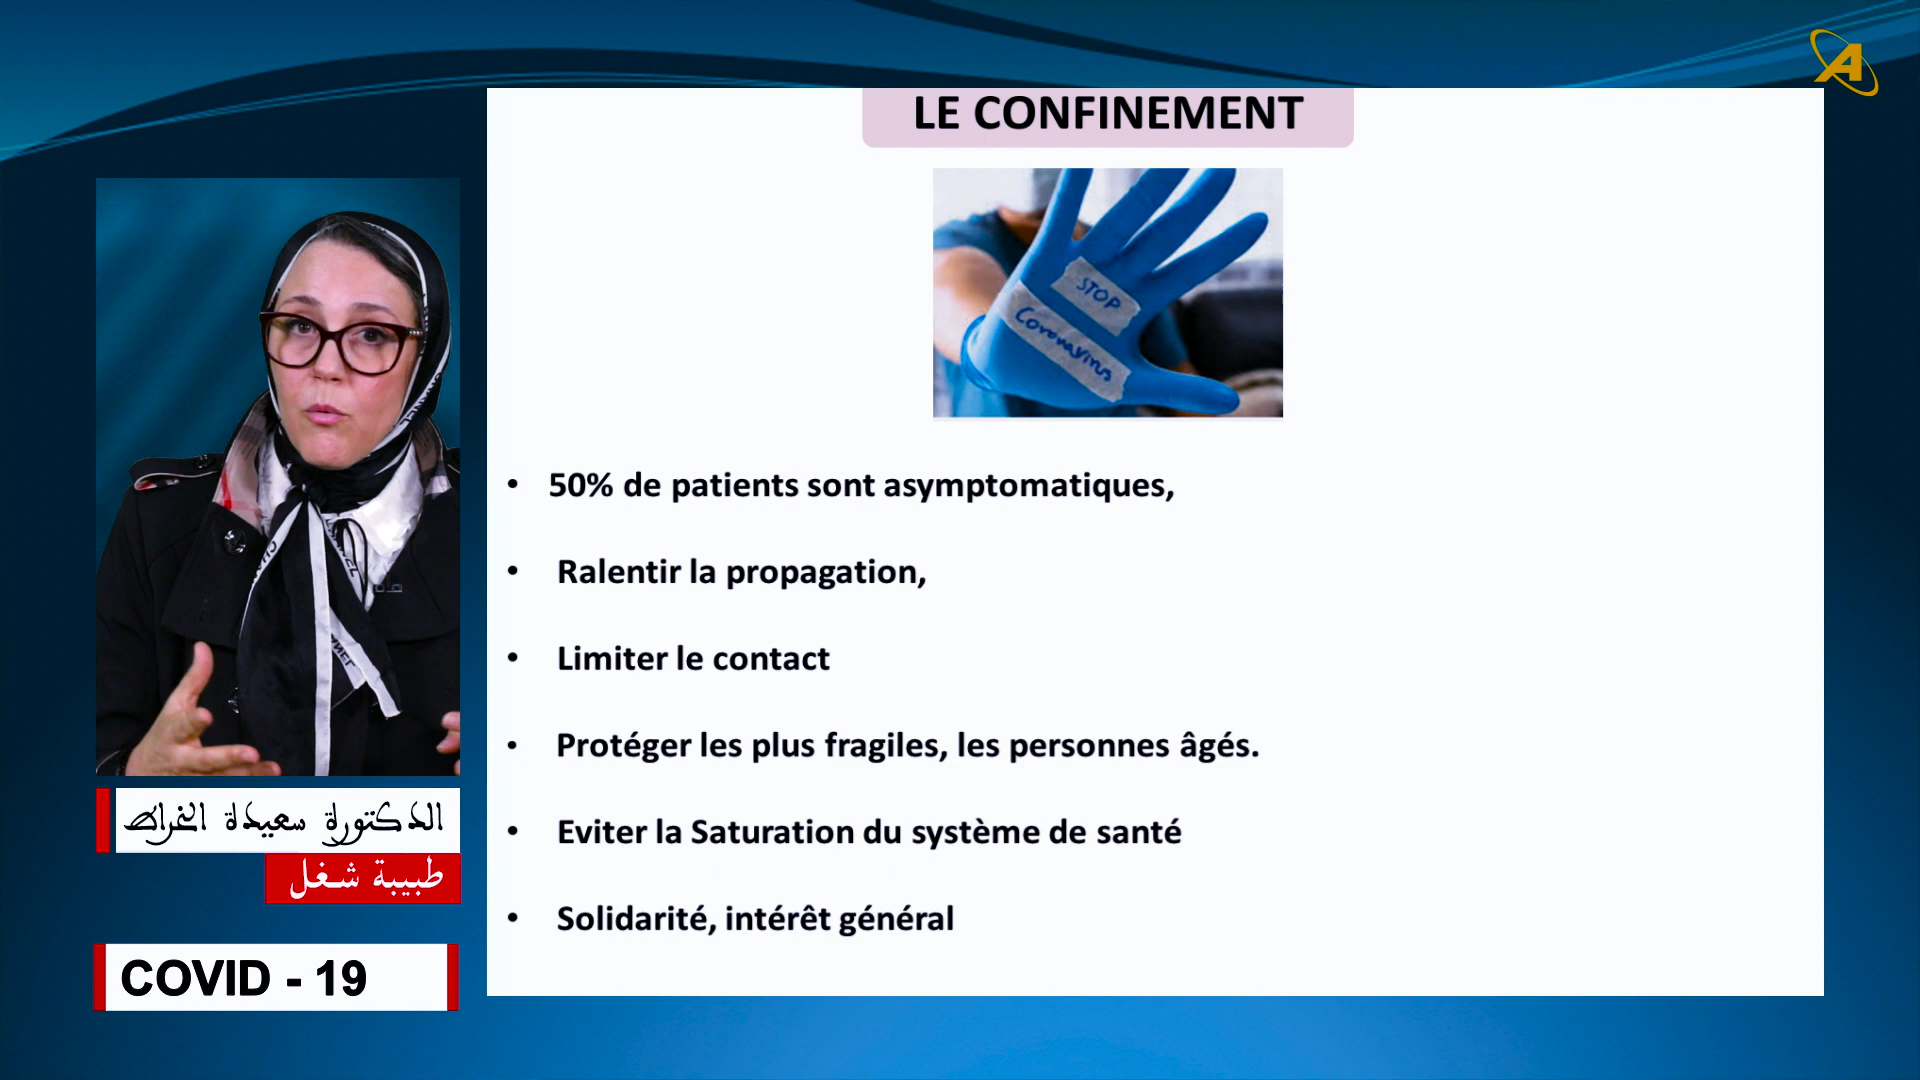 LE CONFINEMENT
STOP
Coronavirus
• 50% de patients sont asymptomatiques,
• Ralentir la propagation,
• Limiter le contact
• Protéger les plus fragiles, les personnes âgés.
• Eviter la Saturation du système de santé
• Solidarité, intérêt général
الدكتورة سعيدة الخراط
طبيبة شغل
COVID - 19